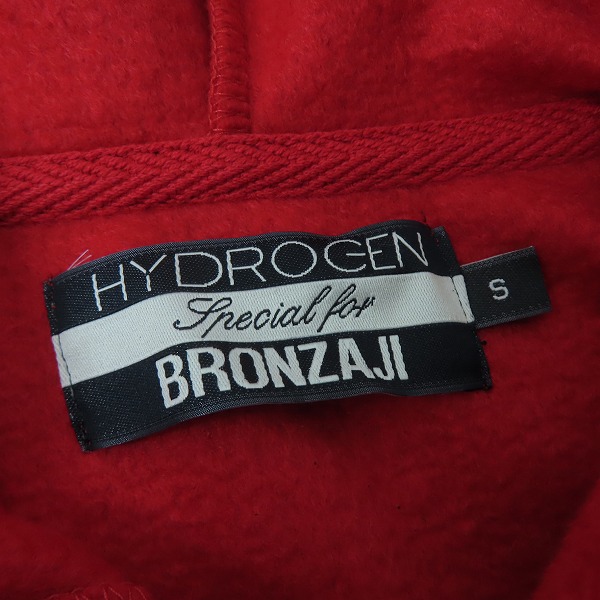 HYDROGEN
Special for
BRONZAJI
S